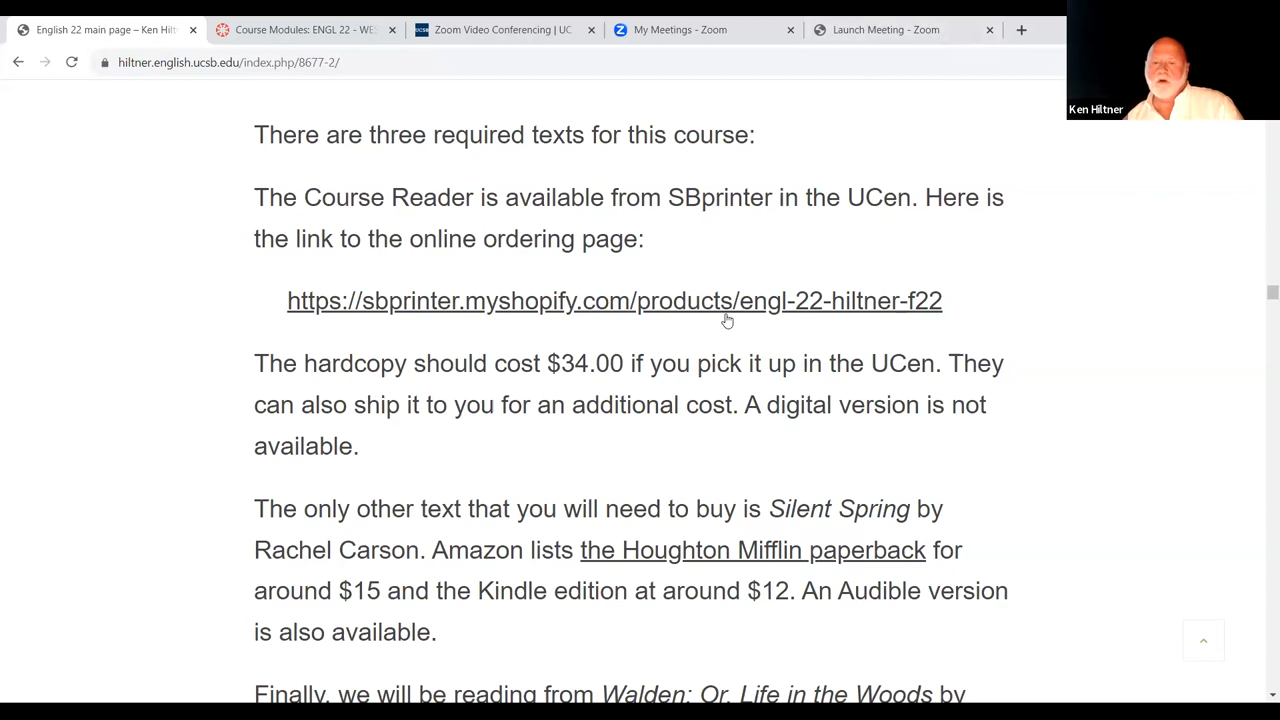 English 22 main page – Ken Hilt
Course Modules: ENGL 22 - WE
UCSB
Zoom Video Conferencing | UC
My Meetings - Zoom
Launch Meeting - Zoom
hiltner.english.ucsb.edu/index.php/8677-2/
Ken Hiltner
There are three required texts for this course:
The Course Reader is available from SBprinter in the UCen. Here is
the link to the online ordering page:
https://sbprinter.myshopify.com/products/engl-22-hiltner-f22
The hardcopy should cost $34.00 if you pick it up in the UCen. They
can also ship it to you for an additional cost. A digital version is not
available.
The only other text that you will need to buy is Silent Spring by
Rachel Carson. Amazon lists the Houghton Mifflin paperback for
around $15 and the Kindle edition at around $12. An Audible version
is also available.
Finally, we will be reading from Walden; Or, Life in the Woods by